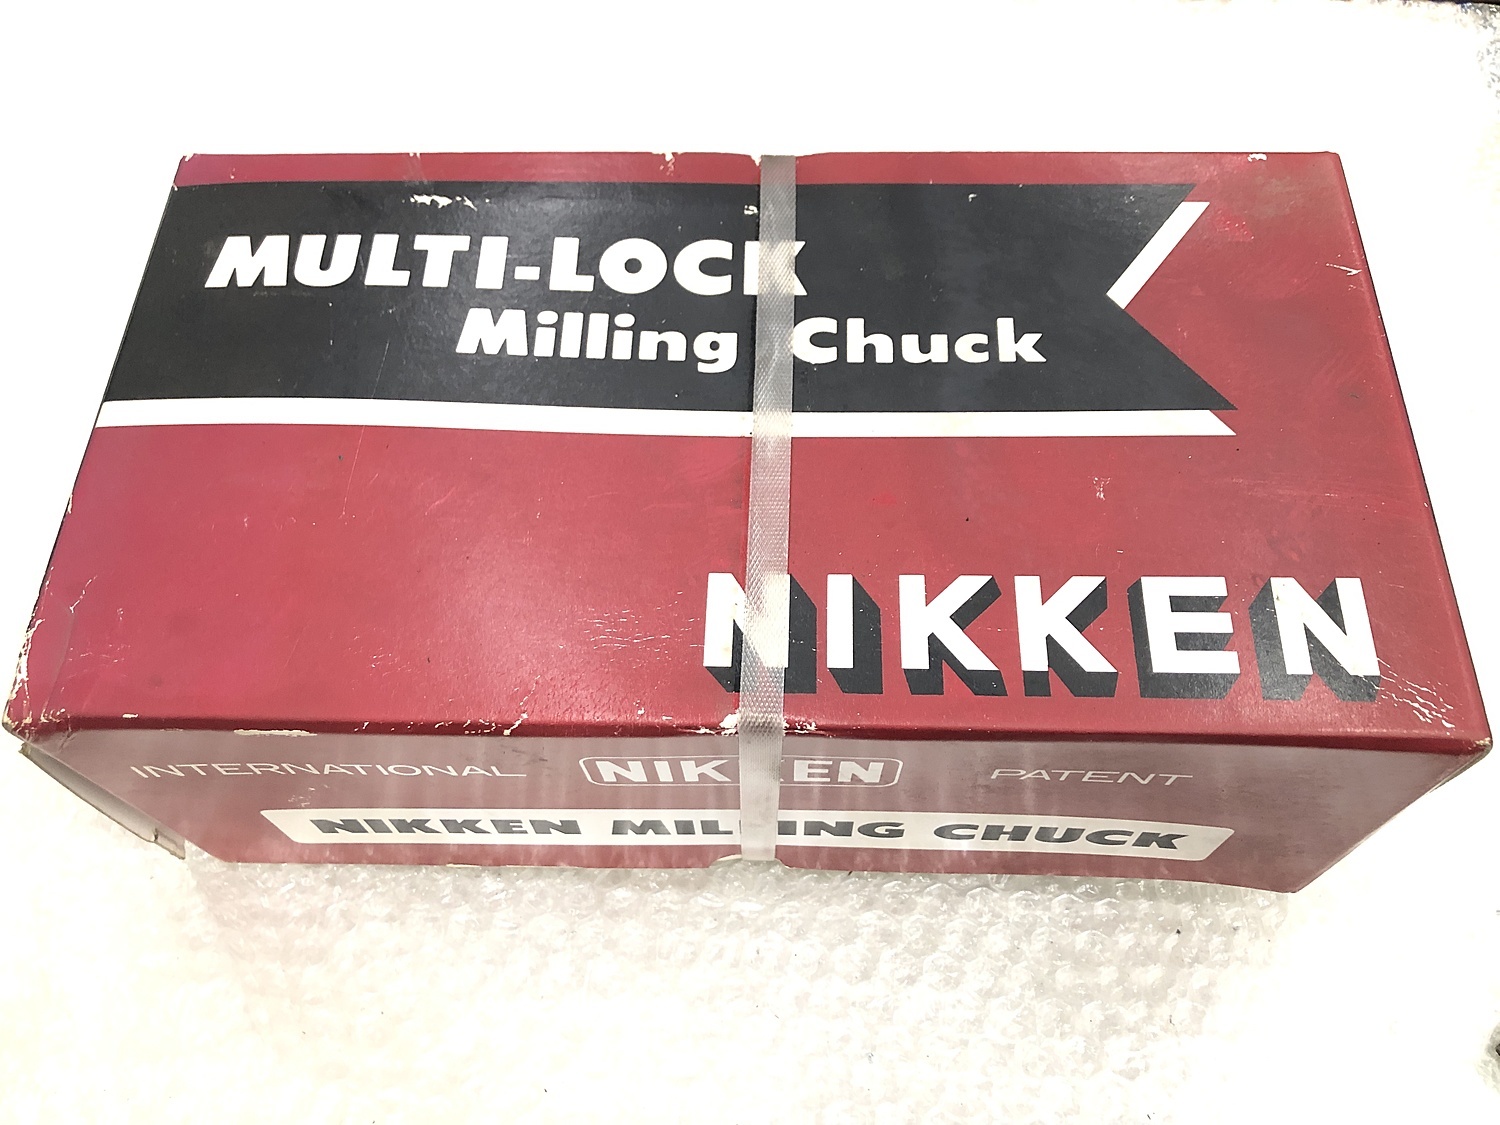 MULTI-LOCK
Milling Chuck
NIKKEN
INTERNATIONAL NIKKEN PATENT
NIKKEN MILLING CHUCK